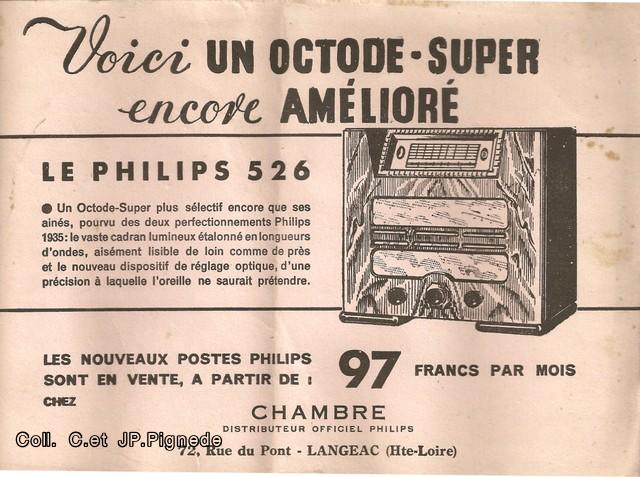 Voici UN OCTODE-SUPER
encore AMÉLIORÉ
LE PHILIPS 526
● Un Octode-Super plus sélectif encore que ses
ainés, pourvu des deux perfectionnements Philips
1935: le vaste cadran lumineux étalonné en longueurs
d'ondes, aisément lisible de loin comme de près
et le nouveau dispositif de réglage optique, d'une
précision à laquelle l'oreille ne saurait prétendre.
LES NOUVEAUX POSTES PHILIPS
SONT EN VENTE, A PARTIR DE :
97 FRANCS PAR MOIS
CHEZ
CHAMBRE
DISTRIBUTEUR OFFICIEL PHILIPS
Coll. C.et JP.Pignede
72, Rue du Pont - LANGEAC (Hte-Loire)